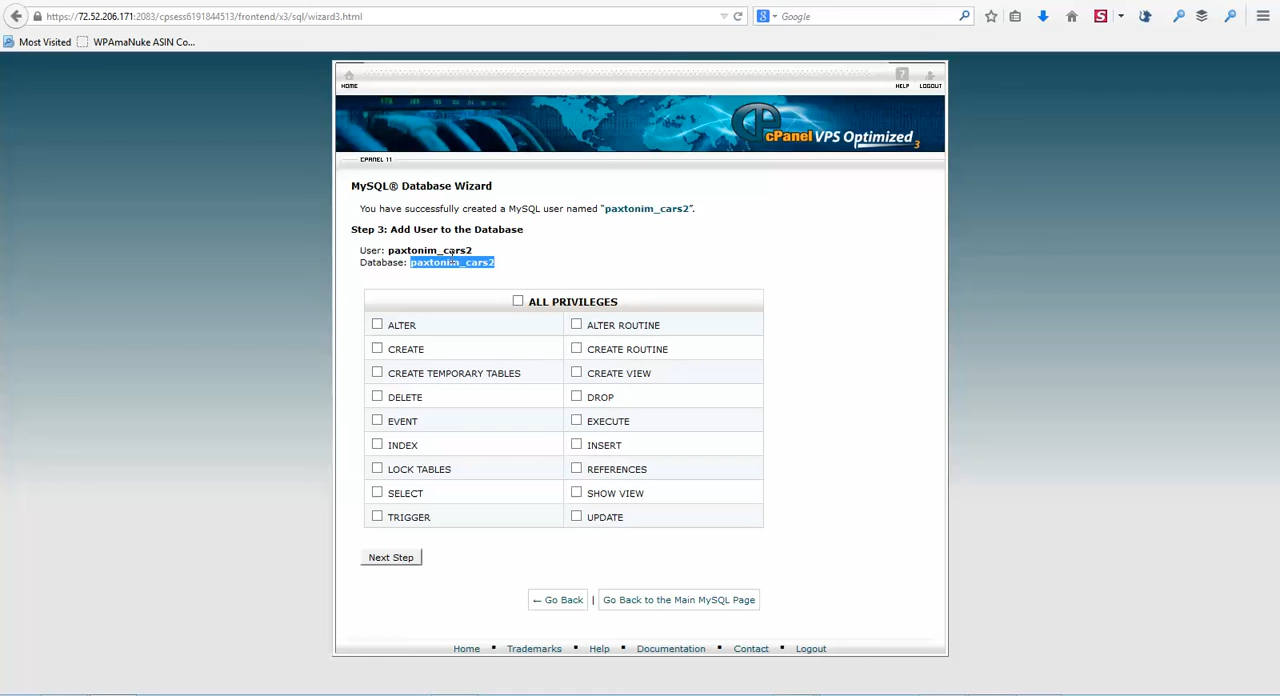 https://72.52.206.171:2083/cpsess6191844513/frontend/x3/sql/wizard3.html
Google
Most Visited
WPAmaNuke ASIN Co...
HOME
HELP
LOGOUT
cPanel VPS Optimized 3
CPANEL 11
MySQL® Database Wizard
You have successfully created a MySQL user named "paxtonim_cars2".
Step 3: Add User to the Database
User: paxtonim_cars2
Database: paxtonim_cars2
ALL PRIVILEGES
ALTER
ALTER ROUTINE
CREATE
CREATE ROUTINE
CREATE TEMPORARY TABLES
CREATE VIEW
DELETE
DROP
EVENT
EXECUTE
INDEX
INSERT
LOCK TABLES
REFERENCES
SELECT
SHOW VIEW
TRIGGER
UPDATE
Next Step
← Go Back | Go Back to the Main MySQL Page
Home ▪ Trademarks ▪ Help ▪ Documentation ▪ Contact ▪ Logout